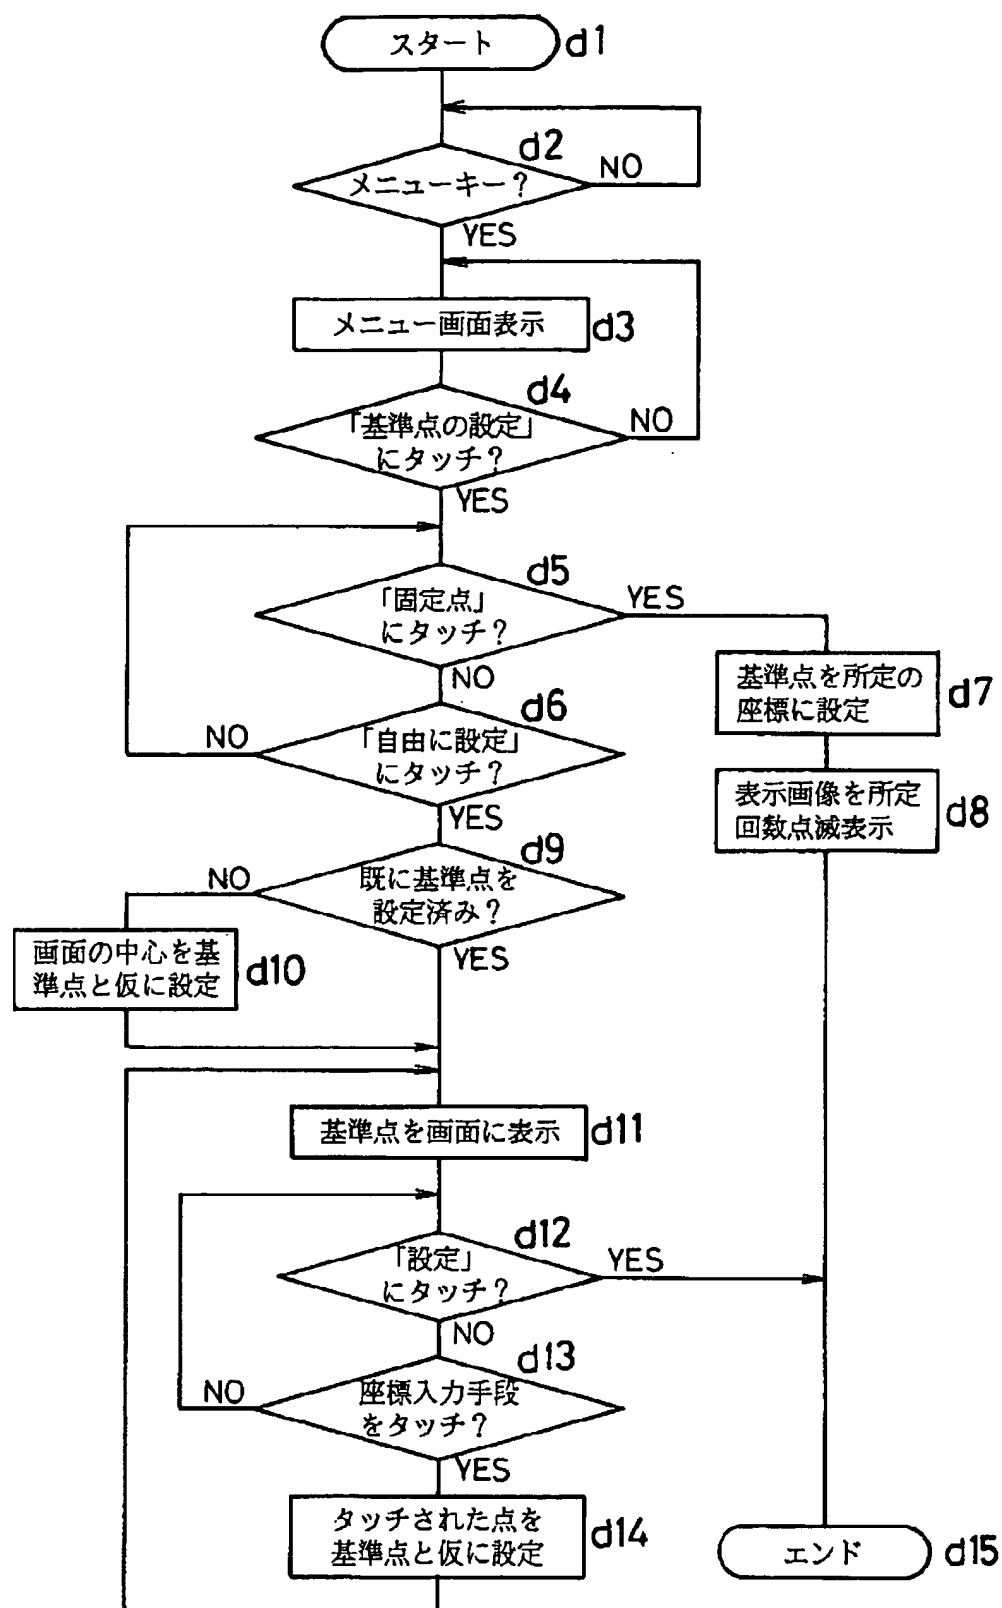 スタート
d1
d2
メニューキー？
NO
YES
メニュー画面表示
d3
d4
「基準点の設定」
にタッチ？
NO
YES
d5
「固定点」
にタッチ？
YES
NO
基準点を所定の
座標に設定
d7
d6
「自由に設定」
にタッチ？
NO
YES
表示画像を所定
回数点滅表示
d8
d9
既に基準点を
設定済み？
NO
YES
画面の中心を基
準点と仮に設定
d10
基準点を画面に表示
d11
d12
「設定」
にタッチ？
YES
NO
d13
座標入力手段
をタッチ？
NO
YES
タッチされた点を
基準点と仮に設定
d14
エンド
d15